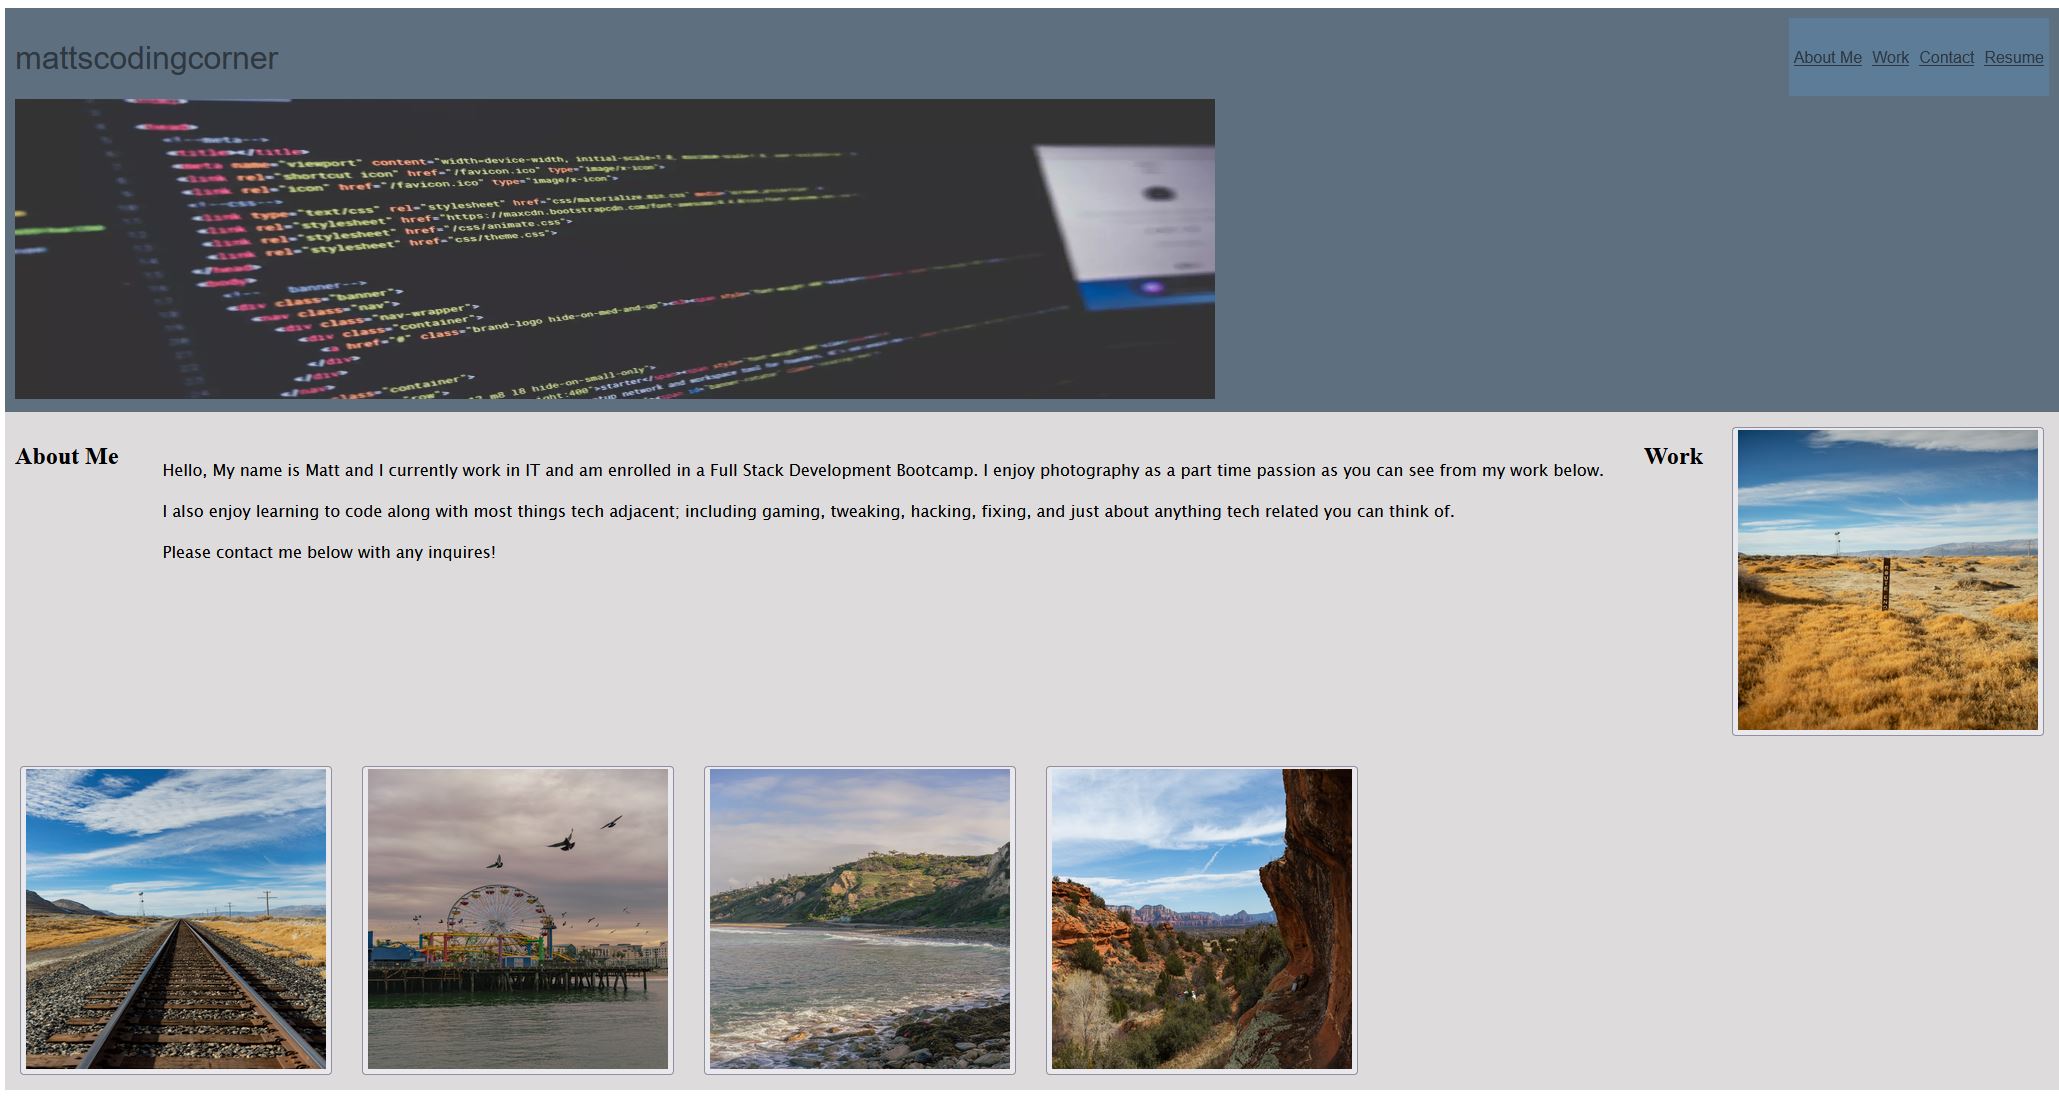 mattscodingcorner
About Me Work Contact Resume
<head>
<!--meta-->
<title></title>
<meta name="viewport" content="width=device-width, initial-scale=1.0,
<link rel="shortcut icon" href="/favicon.ico" type="image/x-icon">
<link rel="icon" href="/favicon.ico" type="image/x-icon">
<!--css-->
<link type="text/css" rel="stylesheet" href="css/materialize.min.css"
<link rel="stylesheet" href="https://maxcdn.bootstrapcdn.com/font-awesome/
<link rel="stylesheet" href="/css/animate.css">
<link rel="stylesheet" href="css/theme.css">
</head>
<body>
<!-- banner-->
<div class="banner">
<div class="nav">
<div class="nav-wrapper">
<div class="container">
<a href="#" class="brand-logo hide-on-med-and-up">
</div>
</div>
</nav>
class="container">
"row">
m8 l8 hide-on-small-only">
ight:400">starter</span>
About Me
Hello, My name is Matt and I currently work in IT and am enrolled in a Full Stack Development Bootcamp. I enjoy photography as a part time passion as you can see from my work below.
I also enjoy learning to code along with most things tech adjacent; including gaming, tweaking, hacking, fixing, and just about anything tech related you can think of.
Please contact me below with any inquires!
Work
ROUTE END